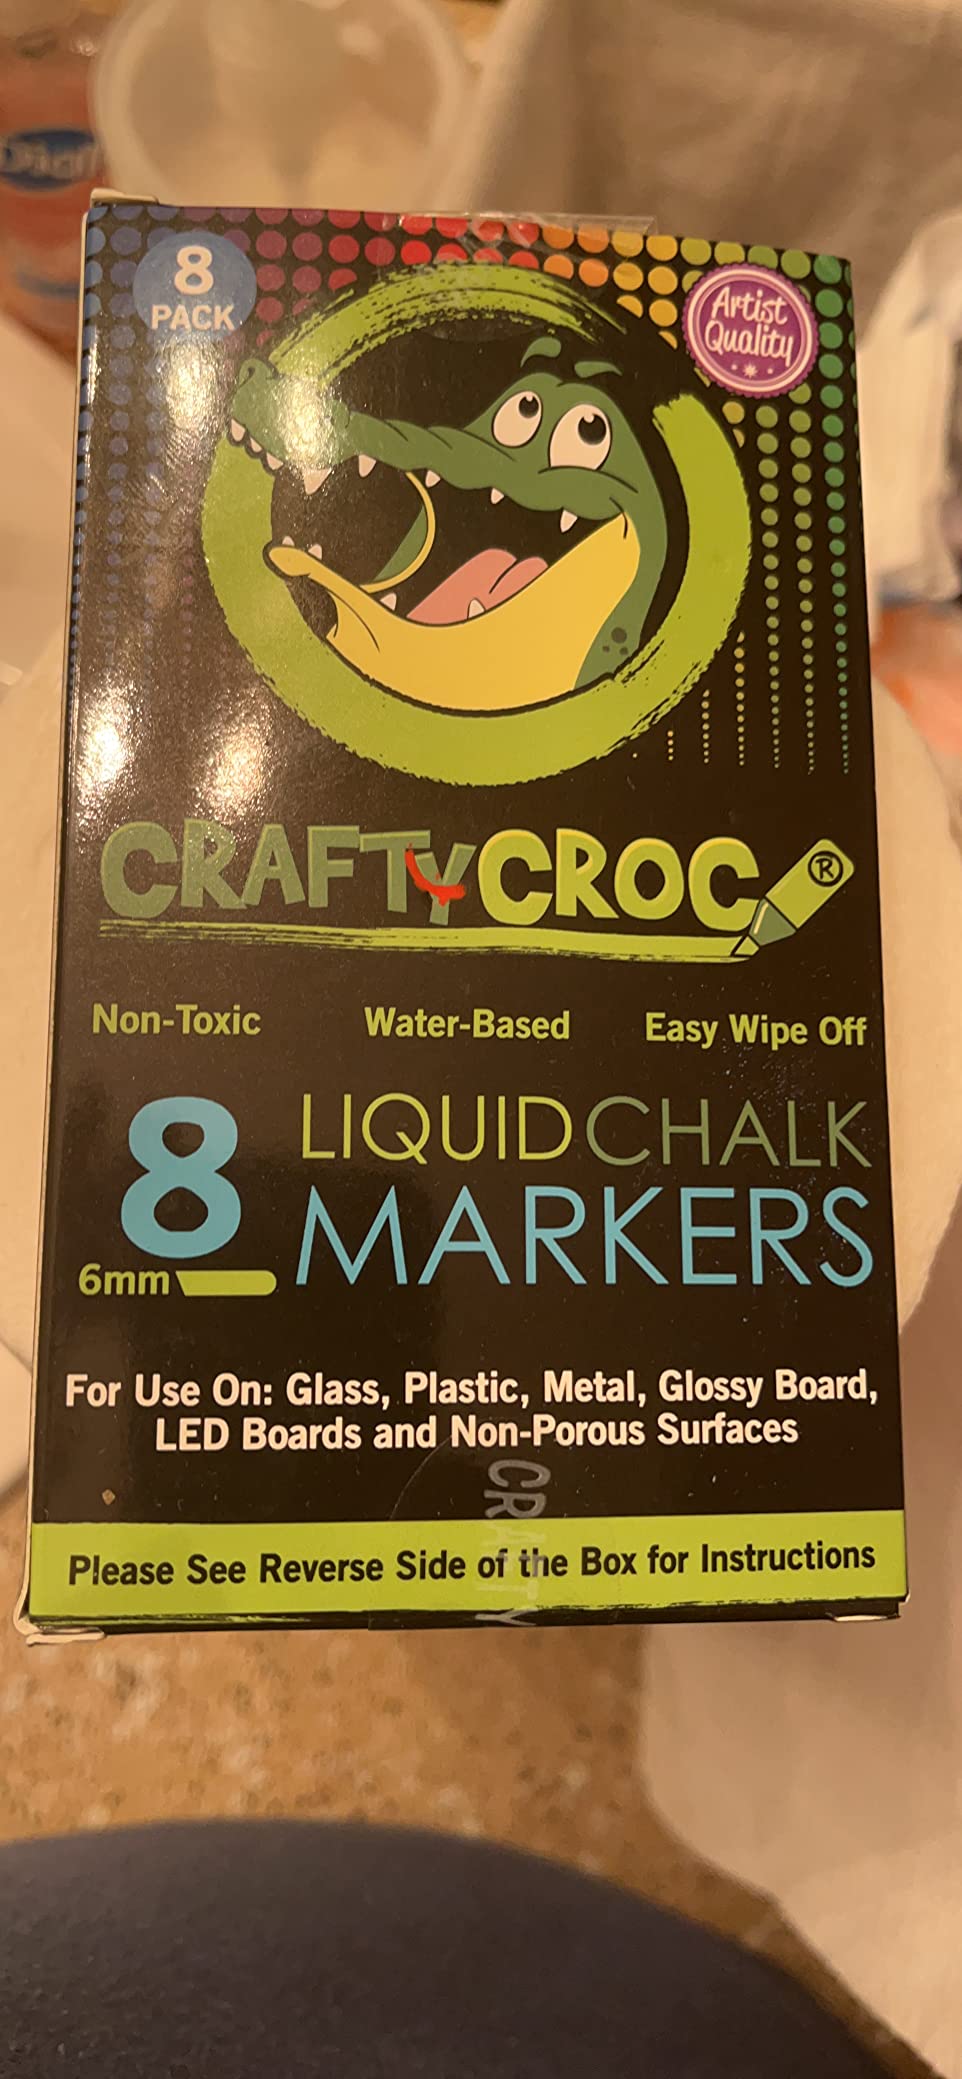 Dial
8
PACK
Artist
Quality
CRAFTYCROC
®
Non-Toxic Water-Based Easy Wipe Off
8 LIQUIDCHALK
MARKERS
6mm
For Use On: Glass, Plastic, Metal, Glossy Board,
LED Boards and Non-Porous Surfaces
Please See Reverse Side of the Box for Instructions
CRAFTY